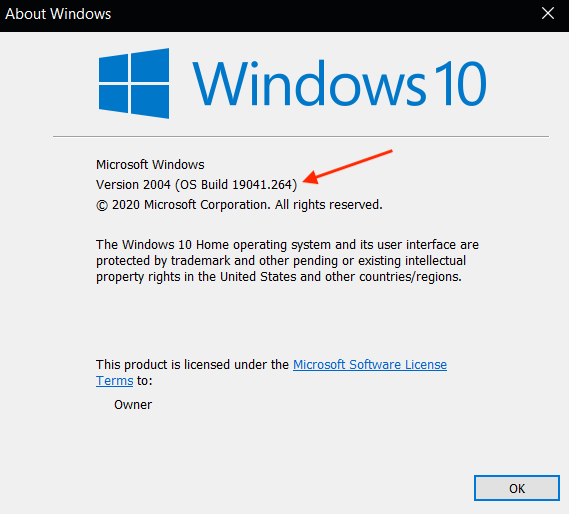 About Windows
Windows 10
Microsoft Windows
Version 2004 (OS Build 19041.264)
© 2020 Microsoft Corporation. All rights reserved.
The Windows 10 Home operating system and its user interface are
protected by trademark and other pending or existing intellectual
property rights in the United States and other countries/regions.
This product is licensed under the Microsoft Software License
Terms to:
Owner
OK